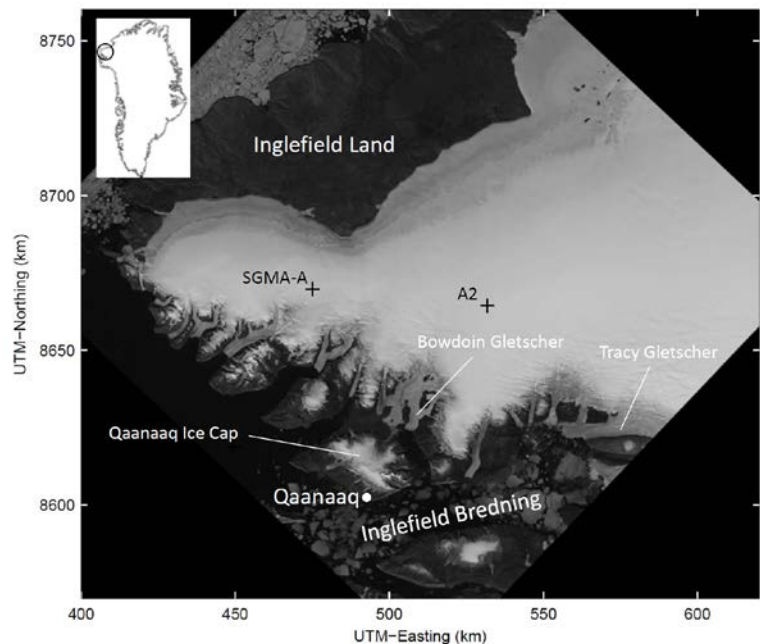 8750
8700
8650
8600
UTM−Northing (km)
Inglefield Land
SGMA-A
A2
Bowdoin Gletscher
Tracy Gletscher
Qaanaaq Ice Cap
Qaanaaq
Inglefield Bredning
400
450
500
550
600
UTM−Easting (km)